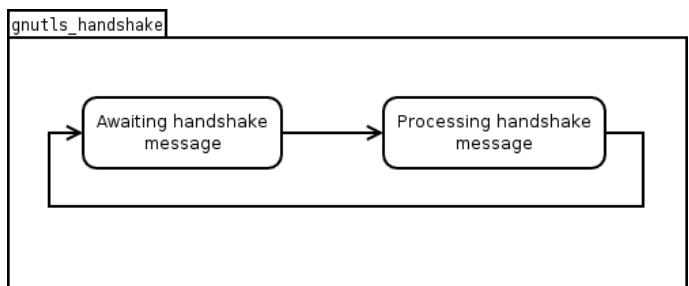 gnutls_handshake
Awaiting handshake
message
Processing handshake
message